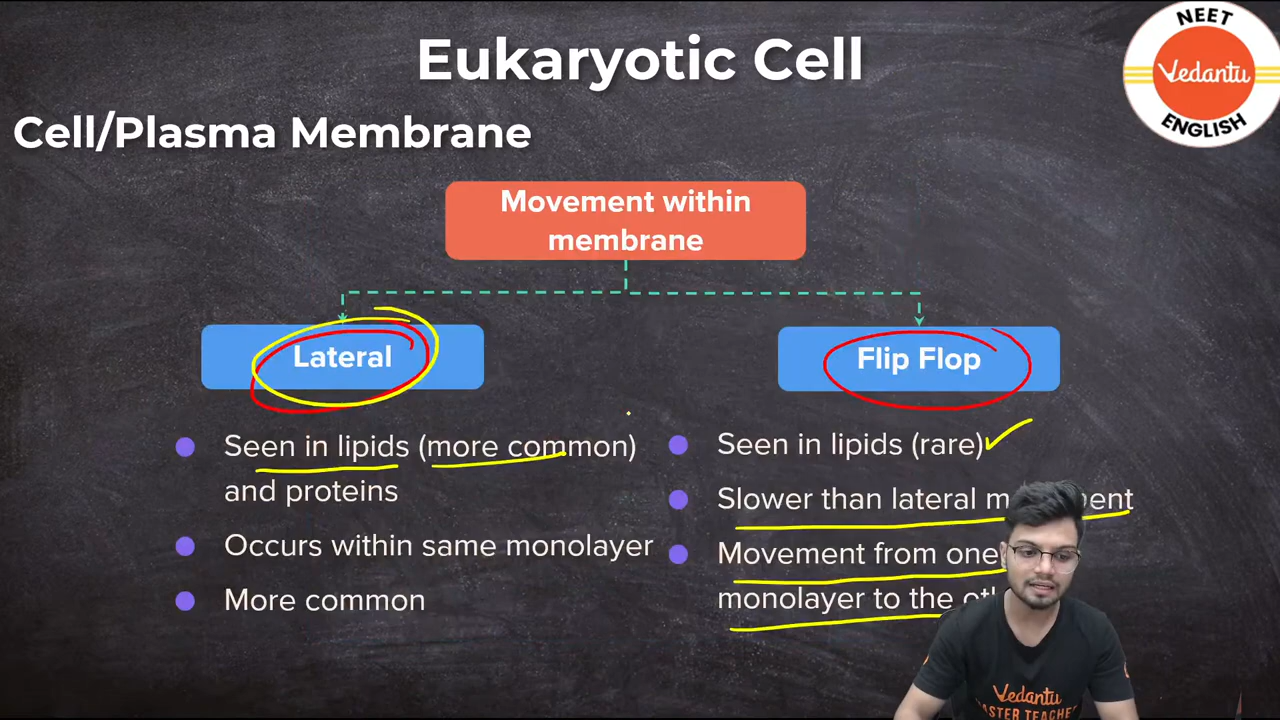 Eukaryotic Cell
NEET
Vedantu
ENGLISH
Cell/Plasma Membrane
Movement within
membrane
Lateral
Flip Flop
Seen in lipids (more common)
and proteins
Occurs within same monolayer
More common
Seen in lipids (rare)
Slower than lateral
Movement from one
monolayer to the
Vedantu